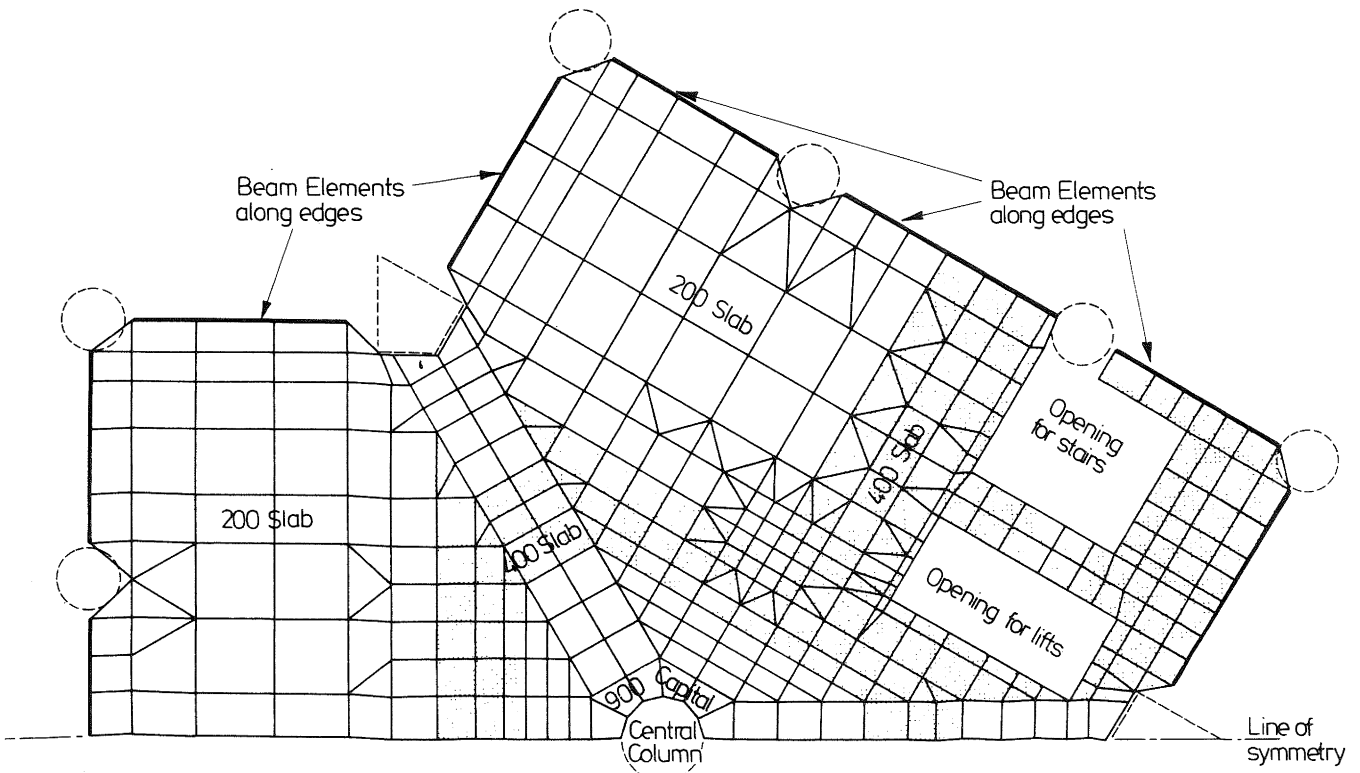 Beam Elements
along edges
Beam Elements
along edges
200 Slab
Opening
for stairs
400 Slab
200 Slab
400 Slab
Opening for lifts
900 Capital
Central
Column
Line of
symmetry